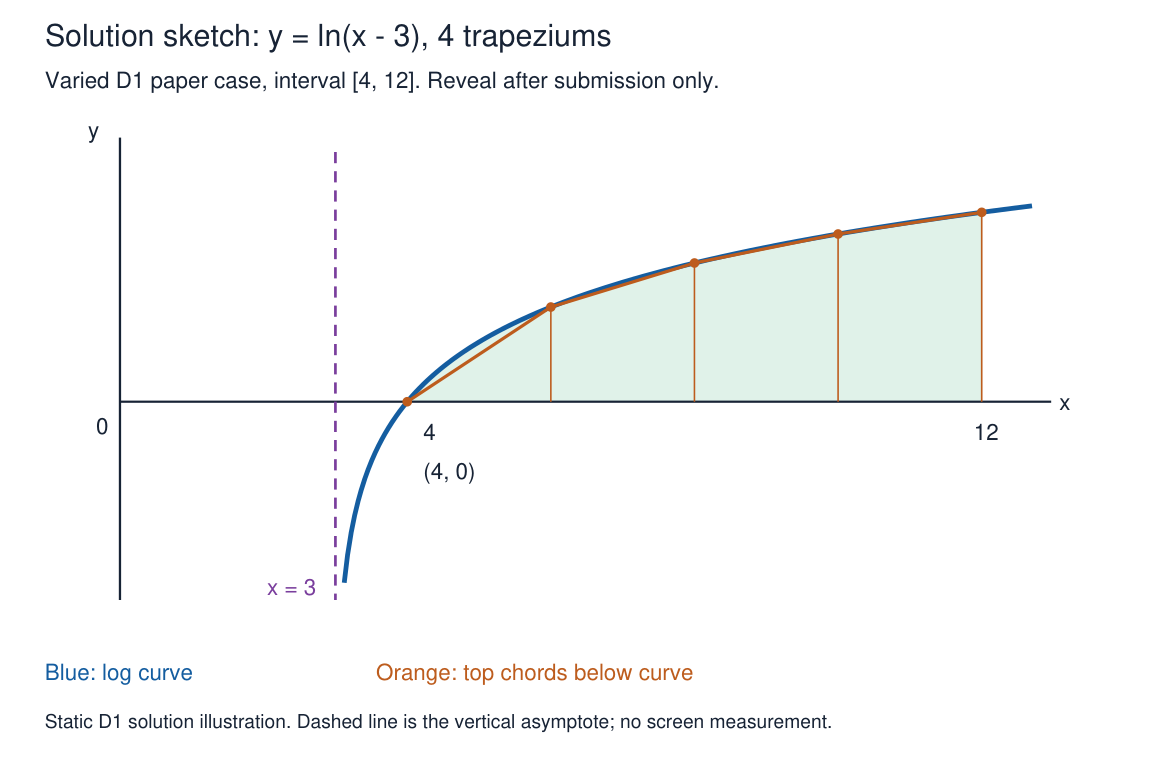 Solution sketch: y = ln(x - 3), 4 trapeziums
Varied D1 paper case, interval [4, 12]. Reveal after submission only.
y
x
0
4
12
(4, 0)
x = 3
Blue: log curve
Orange: top chords below curve
Static D1 solution illustration. Dashed line is the vertical asymptote; no screen measurement.